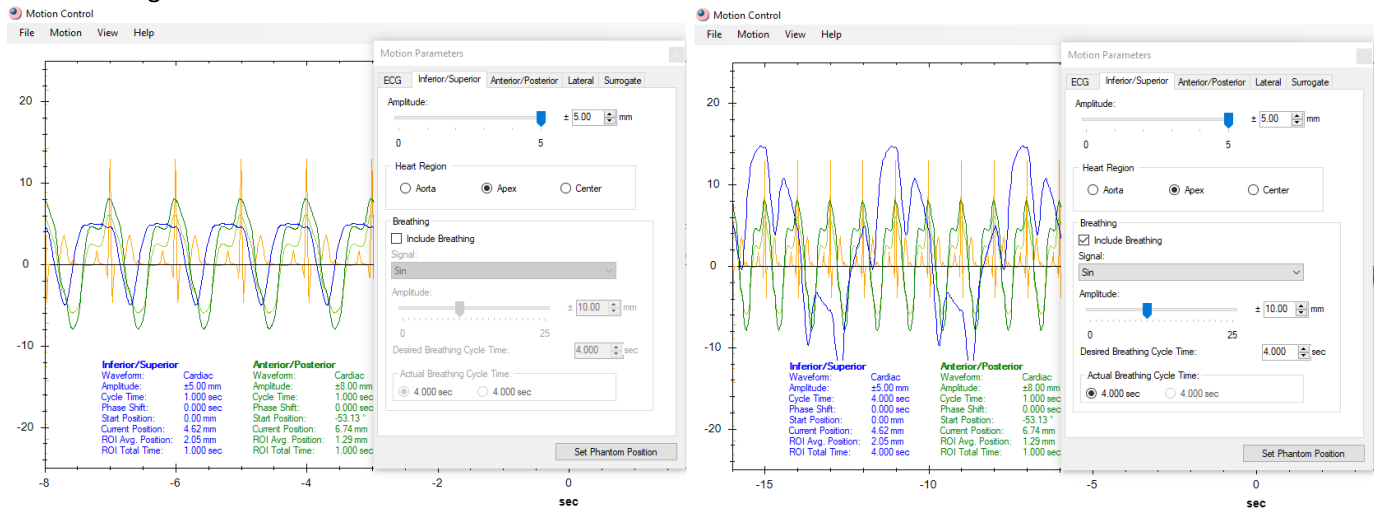 Motion Control
File Motion View Help
Motion Parameters
ECG Inferior/Superior Anterior/Posterior Lateral Surrogate
Amplitude:
± 5.00 mm
0 5
Heart Region
Aorta Apex Center
Breathing
Include Breathing
Signal:
Sin
Amplitude:
± 10.00 mm
0 25
Desired Breathing Cycle Time: 4.000 sec
Actual Breathing Cycle Time:
4.000 sec 4.000 sec
Set Phantom Position
20
10
0
-10
-20
Inferior/Superior Anterior/Posterior
Waveform: Cardiac Waveform: Cardiac
Amplitude: ±5.00 mm Amplitude: ±8.00 mm
Cycle Time: 1.000 sec Cycle Time: 1.000 sec
Phase Shift: 0.000 sec Phase Shift: 0.000 sec
Start Position: 0.00 mm Start Position: -53.13 °
Current Position: 4.62 mm Current Position: 6.74 mm
ROI Avg. Position: 2.05 mm ROI Avg. Position: 1.29 mm
ROI Total Time: 1.000 sec ROI Total Time: 1.000 sec
-8 -6 -4 -2 0
sec
Motion Control
File Motion View Help
Motion Parameters
ECG Inferior/Superior Anterior/Posterior Lateral Surrogate
Amplitude:
± 5.00 mm
0 5
Heart Region
Aorta Apex Center
Breathing
Include Breathing
Signal:
Sin
Amplitude:
± 10.00 mm
0 25
Desired Breathing Cycle Time: 4.000 sec
Actual Breathing Cycle Time:
4.000 sec 4.000 sec
Set Phantom Position
20
10
0
-10
-20
Inferior/Superior Anterior/Posterior
Waveform: Cardiac Waveform: Cardiac
Amplitude: ±5.00 mm Amplitude: ±8.00 mm
Cycle Time: 4.000 sec Cycle Time: 1.000 sec
Phase Shift: 0.000 sec Phase Shift: 0.000 sec
Start Position: 0.00 mm Start Position: -53.13 °
Current Position: 4.62 mm Current Position: 6.74 mm
ROI Avg. Position: 2.05 mm ROI Avg. Position: 1.29 mm
ROI Total Time: 4.000 sec ROI Total Time: 1.000 sec
-15 -10 -5 0
sec